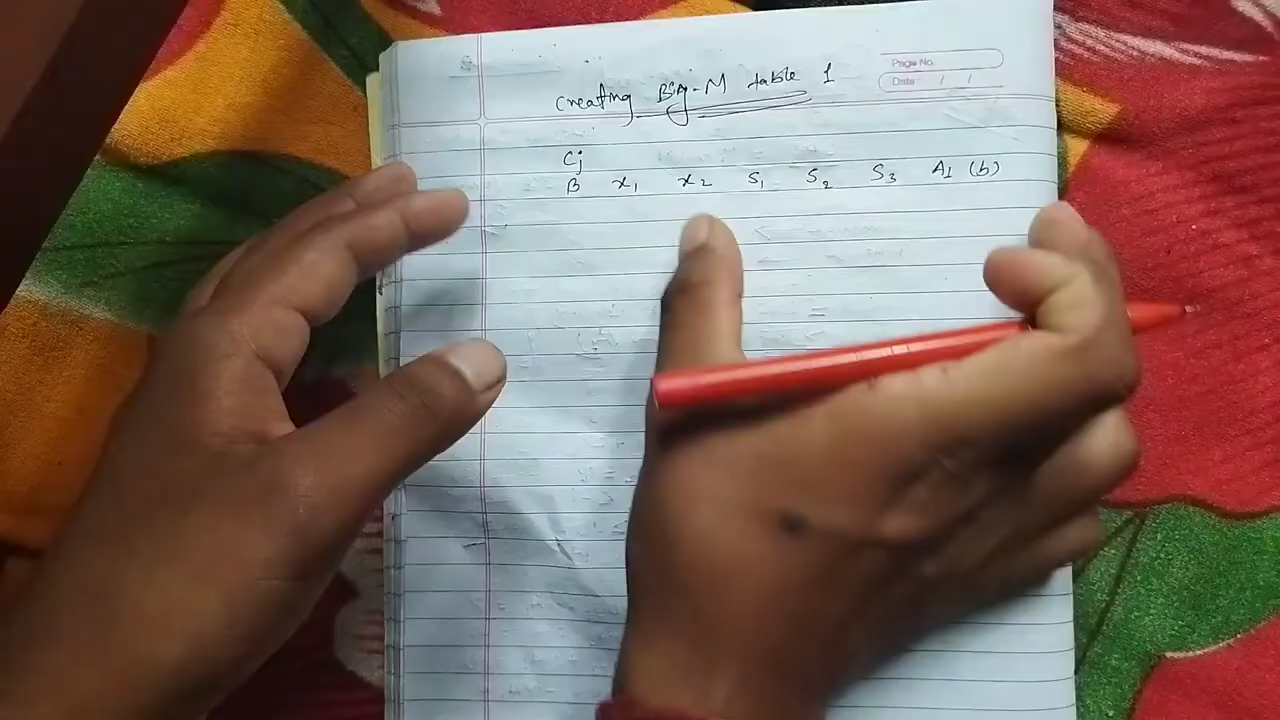 Page No.
Date / /
Creating Big-M table 1
Cj
B x₁ x₂ S₁ S₂ S₃ A₁ (b)